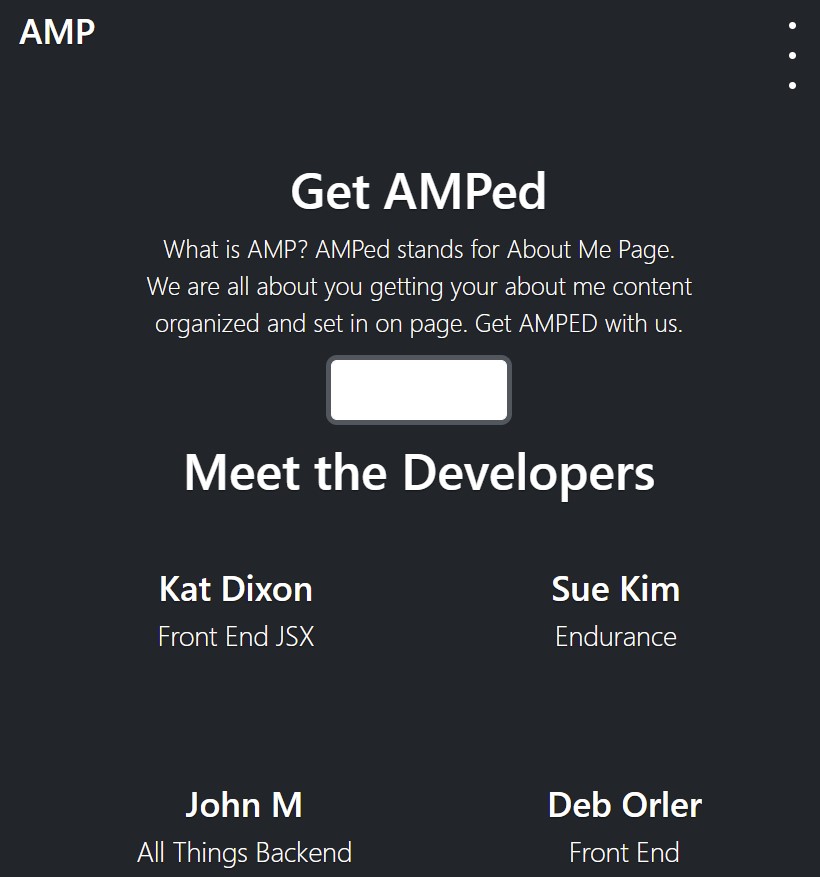 AMP
Get AMPed
What is AMP? AMPed stands for About Me Page.
We are all about you getting your about me content
organized and set in on page. Get AMPED with us.
Meet the Developers
Kat Dixon
Front End JSX
Sue Kim
Endurance
John M
All Things Backend
Deb Orler
Front End